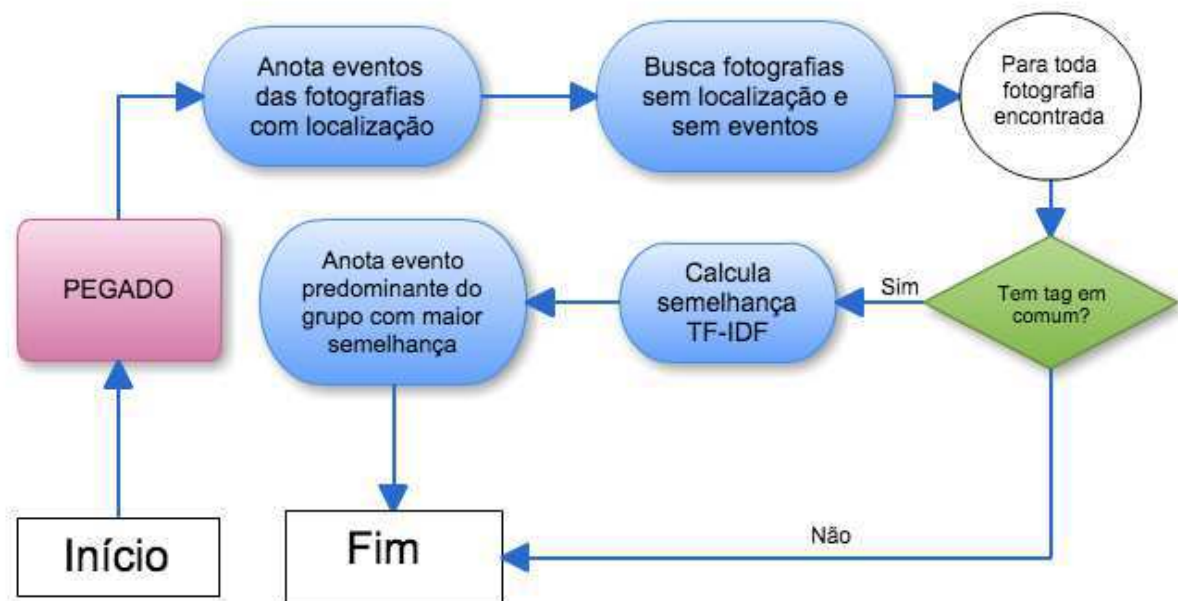 Anota eventos
das fotografias
com localização
Busca fotografias
sem localização e
sem eventos
Para toda
fotografia
encontrada
PEGADO
Anota evento
predominante do
grupo com maior
semelhança
Calcula
semelhança
TF-IDF
Sim
Tem tag em
comum?
Início
Fim
Não